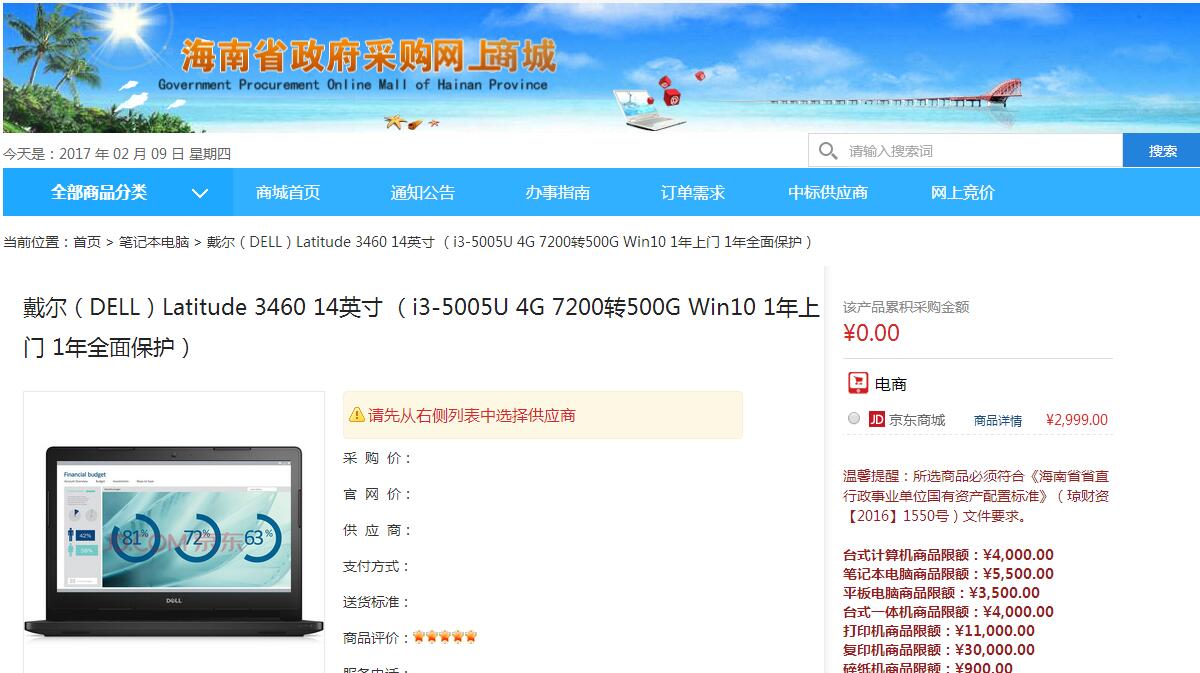 海南省政府采购网上商城
Government Procurement Online Mall of Hainan Province
今天是：2017 年 02 月 09 日 星期四
请输入搜索词
搜索
全部商品分类
商城首页
通知公告
办事指南
订单需求
中标供应商
网上竞价
当前位置：首页 > 笔记本电脑 > 戴尔（DELL）Latitude 3460 14英寸 （i3-5005U 4G 7200转500G Win10 1年上门 1年全面保护）
戴尔（DELL）Latitude 3460 14英寸 （i3-5005U 4G 7200转500G Win10 1年上
门 1年全面保护）
Financial budget
81%
72%
63%
42%
58%
JD.COM 京东
DELL
请先从右侧列表中选择供应商
采 购 价：
官 网 价：
供 应 商：
支付方式：
送货标准：
商品评价：
服务电话：
该产品累积采购金额
¥0.00
电商
JD 京东商城 商品详情 ¥2,999.00
温馨提醒：所选商品必须符合《海南省省直
行政事业单位国有资产配置标准》（琼财资
【2016】1550号）文件要求。
台式计算机商品限额：¥4,000.00
笔记本电脑商品限额：¥5,500.00
平板电脑商品限额：¥3,500.00
台式一体机商品限额：¥4,000.00
打印机商品限额：¥11,000.00
复印机商品限额：¥30,000.00
碎纸机商品限额：¥900.00